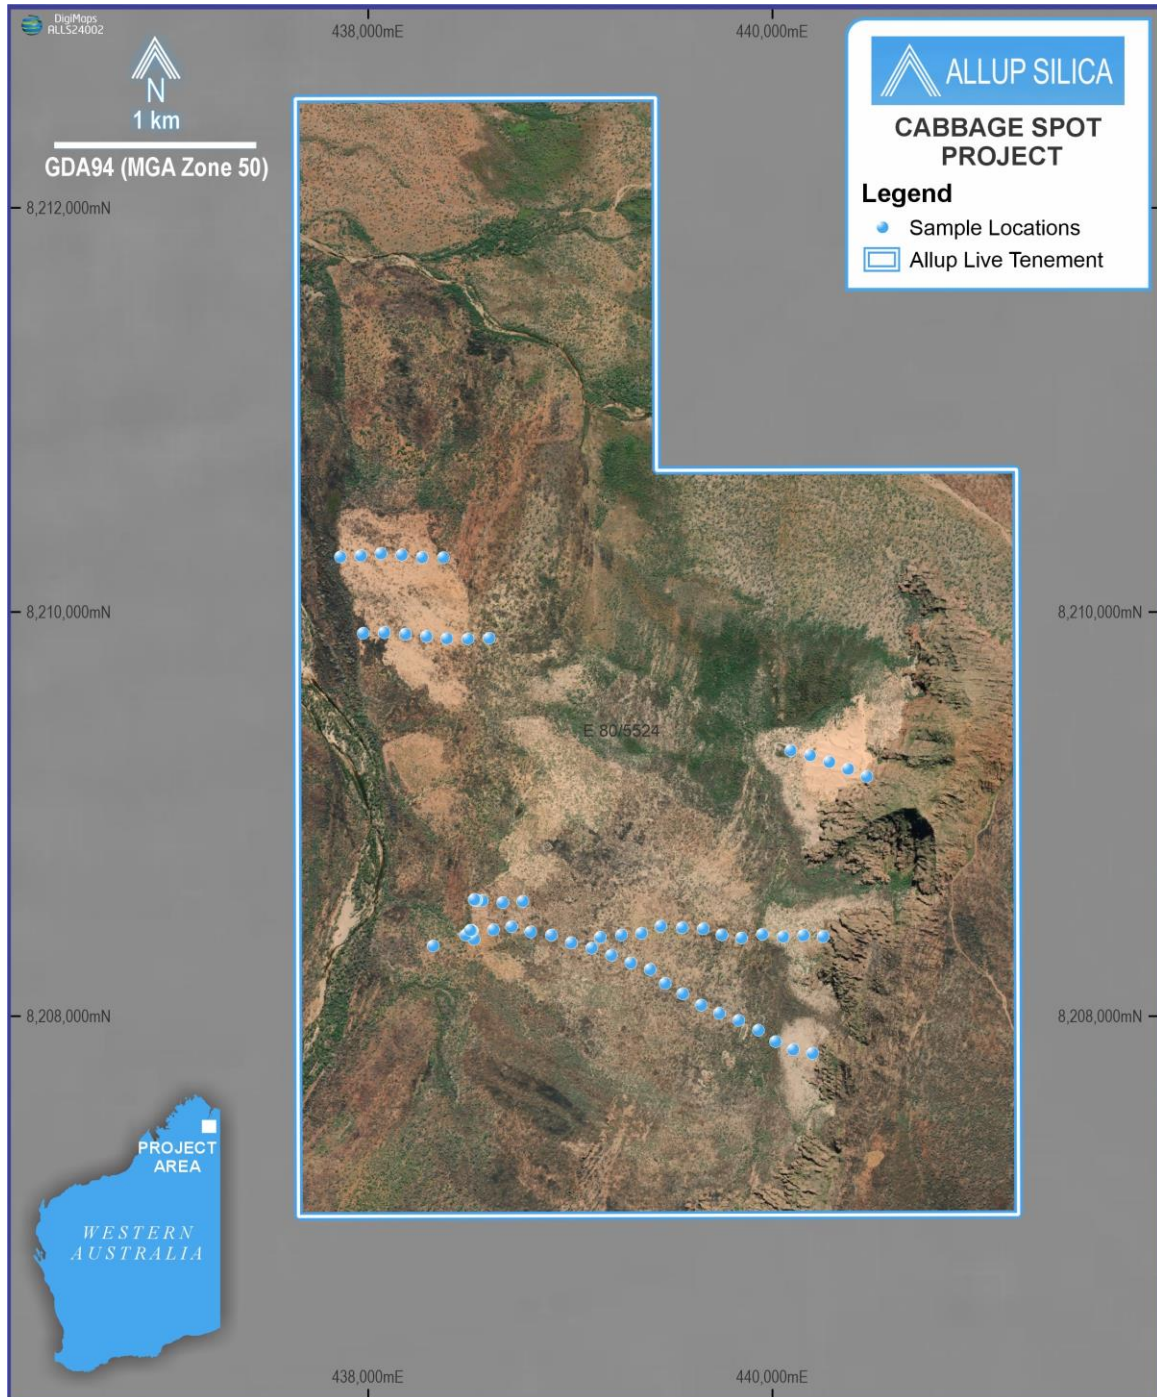 DigiMaps
ALLS24002
438,000mE
440,000mE
N
1 km
GDA94 (MGA Zone 50)
ALLUP SILICA
CABBAGE SPOT
PROJECT
Legend
Sample Locations
Allup Live Tenement
8,212,000mN
8,210,000mN
8,210,000mN
E 80/5524
8,208,000mN
8,208,000mN
PROJECT
AREA
WESTERN
AUSTRALIA
438,000mE
440,000mE